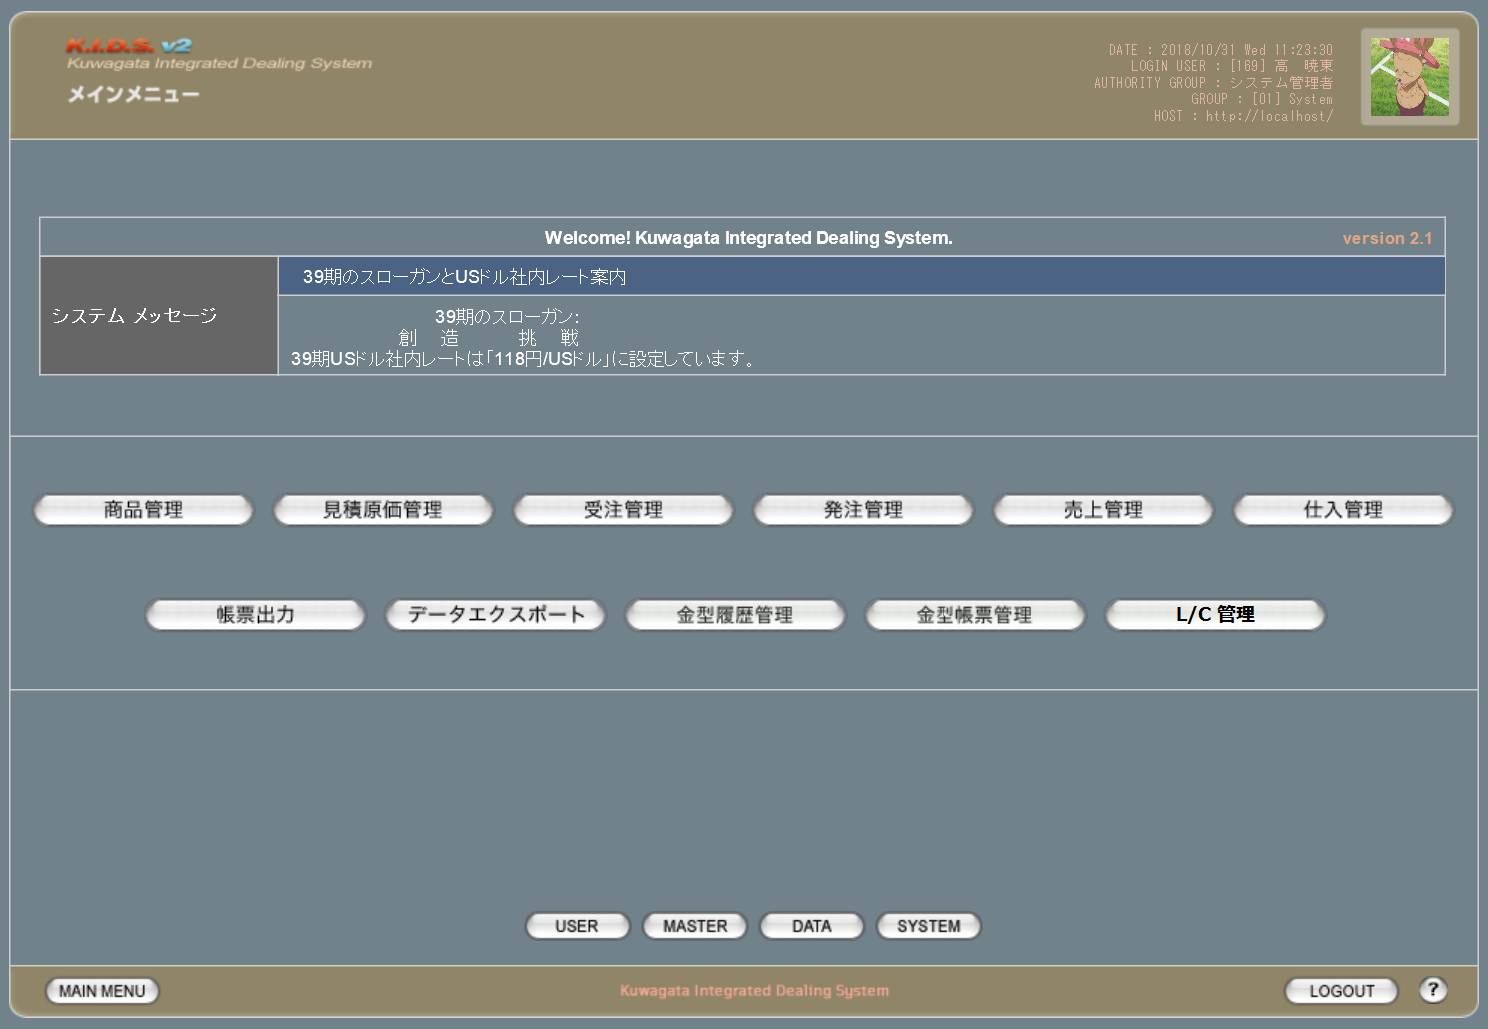 K.I.D.S. v2
Kuwagata Integrated Dealing System
メインメニュー
DATE : 2018/10/31 Wed 11:23:30
LOGIN USER : [169] 高　暁東
AUTHORITY GROUP : システム管理者
GROUP : [01] System
HOST : http://localhost/
Welcome! Kuwagata Integrated Dealing System.
version 2.1
39期のスローガンとUSドル社内レート案内
システム メッセージ
39期のスローガン:
創　造　　　挑　戦
39期USドル社内レートは「118円/USドル」に設定しています。
商品管理
見積原価管理
受注管理
発注管理
売上管理
仕入管理
帳票出力
データエクスポート
金型履歴管理
金型帳票管理
L/C 管理
USER
MASTER
DATA
SYSTEM
MAIN MENU
Kuwagata Integrated Dealing System
LOGOUT
?